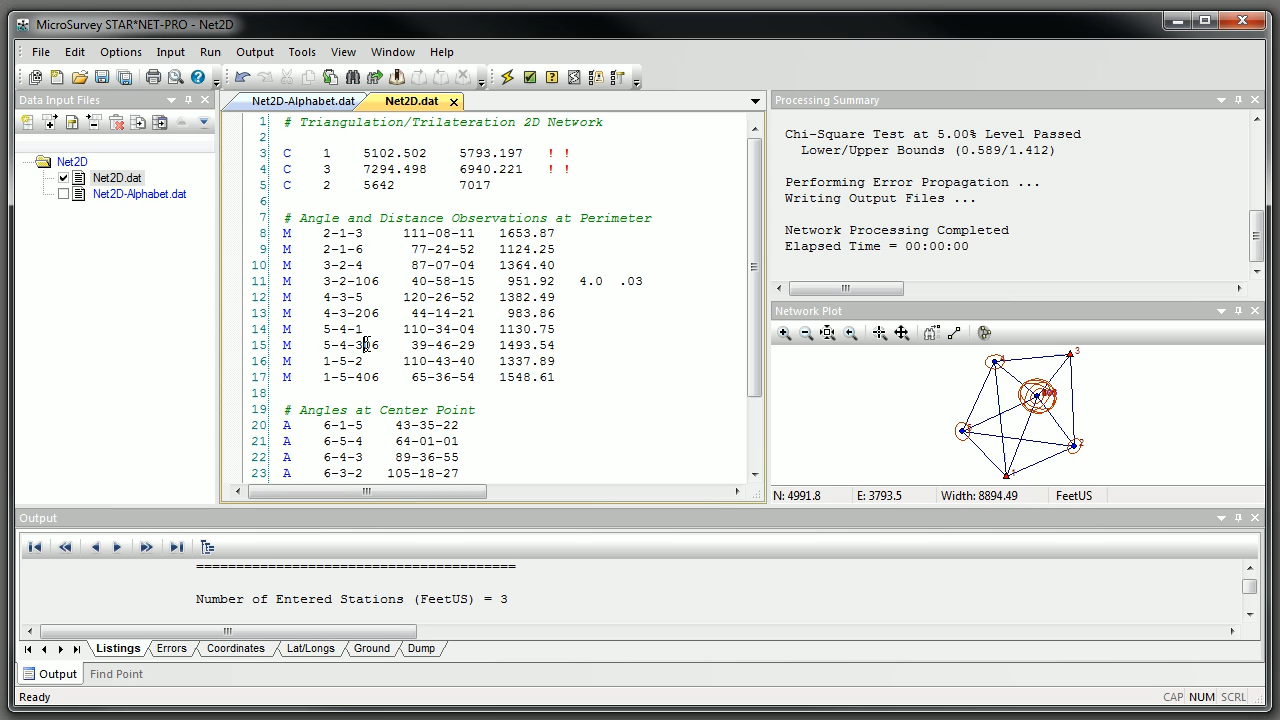 MicroSurvey STAR*NET-PRO - Net2D
File Edit Options Input Run Output Tools View Window Help
Data Input Files
Net2D
Net2D.dat
Net2D-Alphabet.dat
Net2D-Alphabet.dat Net2D.dat
1 # Triangulation/Trilateration 2D Network
2
3 C 1 5102.502 5793.197 ! !
4 C 3 7294.498 6940.221 ! !
5 C 2 5642 7017
6
7 # Angle and Distance Observations at Perimeter
8 M 2-1-3 111-08-11 1653.87
9 M 2-1-6 77-24-52 1124.25
10 M 3-2-4 87-07-04 1364.40
11 M 3-2-106 40-58-15 951.92 4.0 .03
12 M 4-3-5 120-26-52 1382.49
13 M 4-3-206 44-14-21 983.86
14 M 5-4-1 110-34-04 1130.75
15 M 5-4-306 39-46-29 1493.54
16 M 1-5-2 110-43-40 1337.89
17 M 1-5-406 65-36-54 1548.61
18
19 # Angles at Center Point
20 A 6-1-5 43-35-22
21 A 6-5-4 64-01-01
22 A 6-4-3 89-36-55
23 A 6-3-2 105-18-27
Processing Summary
Chi-Square Test at 5.00% Level Passed
Lower/Upper Bounds (0.589/1.412)
Performing Error Propagation ...
Writing Output Files ...
Network Processing Completed
Elapsed Time = 00:00:00
Network Plot
3
2
N: 4991.8 E: 3793.5 Width: 8894.49 FeetUS
Output
========================================
Number of Entered Stations (FeetUS) = 3
Listings Errors Coordinates Lat/Longs Ground Dump
Output Find Point
Ready
CAP NUM SCRL